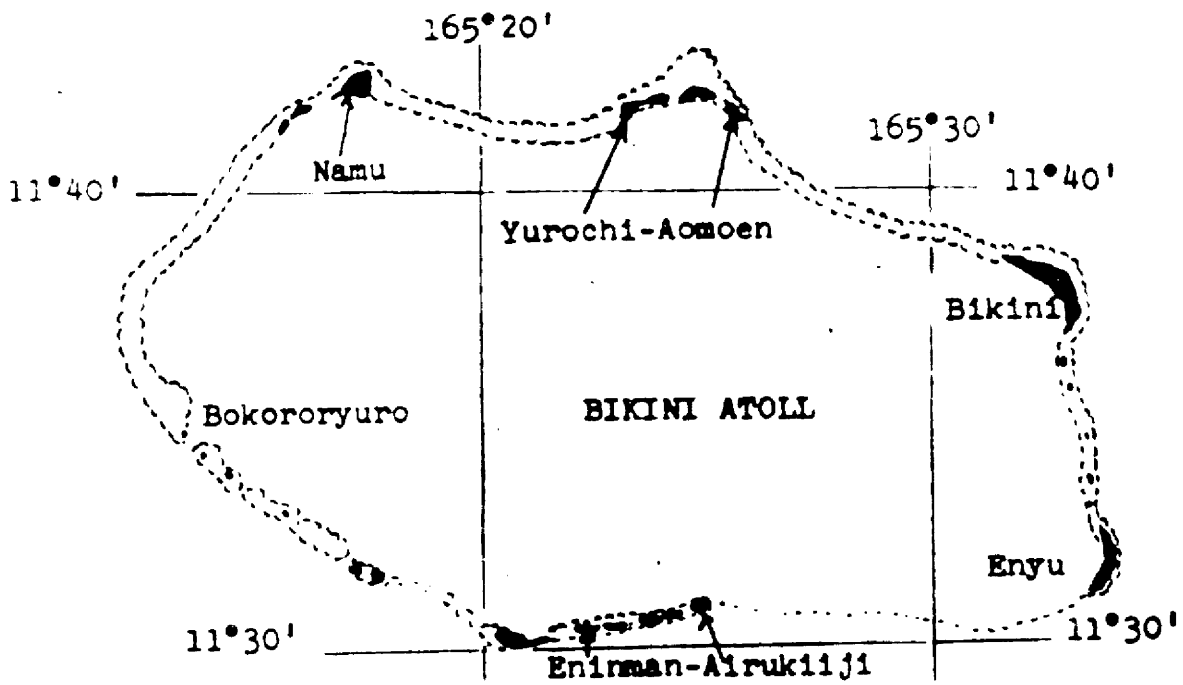 165°20'
165°30'
Namu
11°40'
11°40'
Yurochi-Aomoen
Bikini
Bokororyuro
BIKINI ATOLL
Enyu
11°30'
11°30'
Eninman-Airukiiji